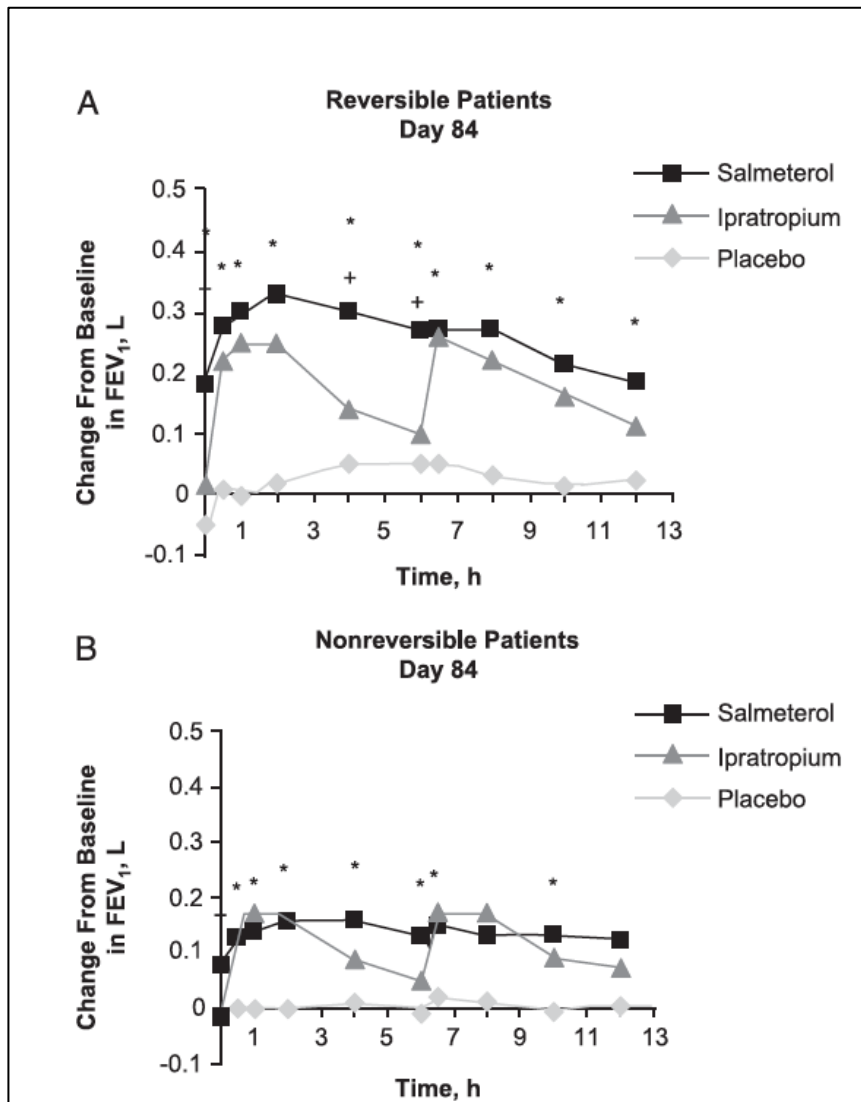 A
Reversible Patients
Day 84
Salmeterol
Ipratropium
Placebo
0.5
0.4
0.3
0.2
0.1
0
-0.1
Change From Baseline
in FEV₁, L
* * * * * * * * * *
+ + +
1 3 5 7 9 11 13
Time, h
B
Nonreversible Patients
Day 84
Salmeterol
Ipratropium
Placebo
0.5
0.4
0.3
0.2
0.1
0
-0.1
Change From Baseline
in FEV₁, L
* * * * * * *
+
1 3 5 7 9 11 13
Time, h